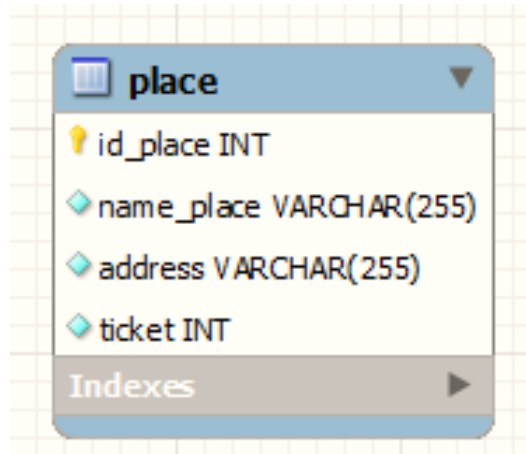 place
id_place INT
name_place VARCHAR(255)
address VARCHAR(255)
ticket INT
Indexes